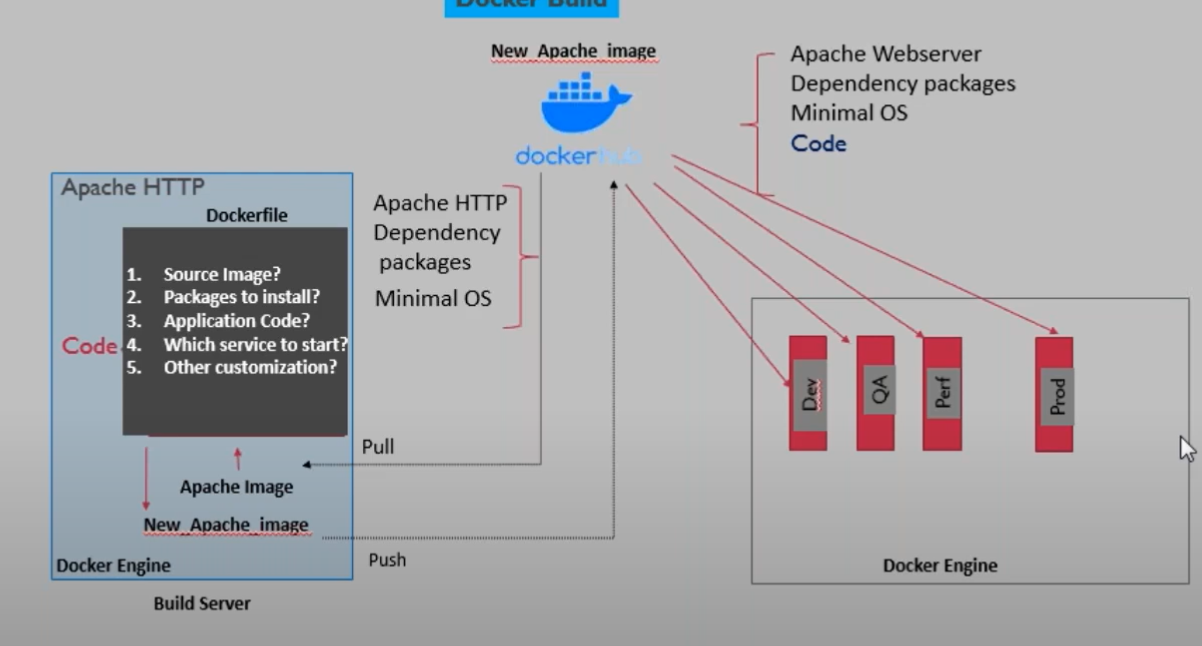 Docker Build
New_Apache_image
dockerhub
Apache Webserver
Dependency packages
Minimal OS
Code
Apache HTTP
Dockerfile
1. Source Image?
2. Packages to install?
3. Application Code?
4. Which service to start?
5. Other customization?
Code
Apache HTTP
Dependency
packages
Minimal OS
Pull
Apache Image
New_Apache_image
Push
Docker Engine
Build Server
Dev
QA
Perf
Prod
Docker Engine